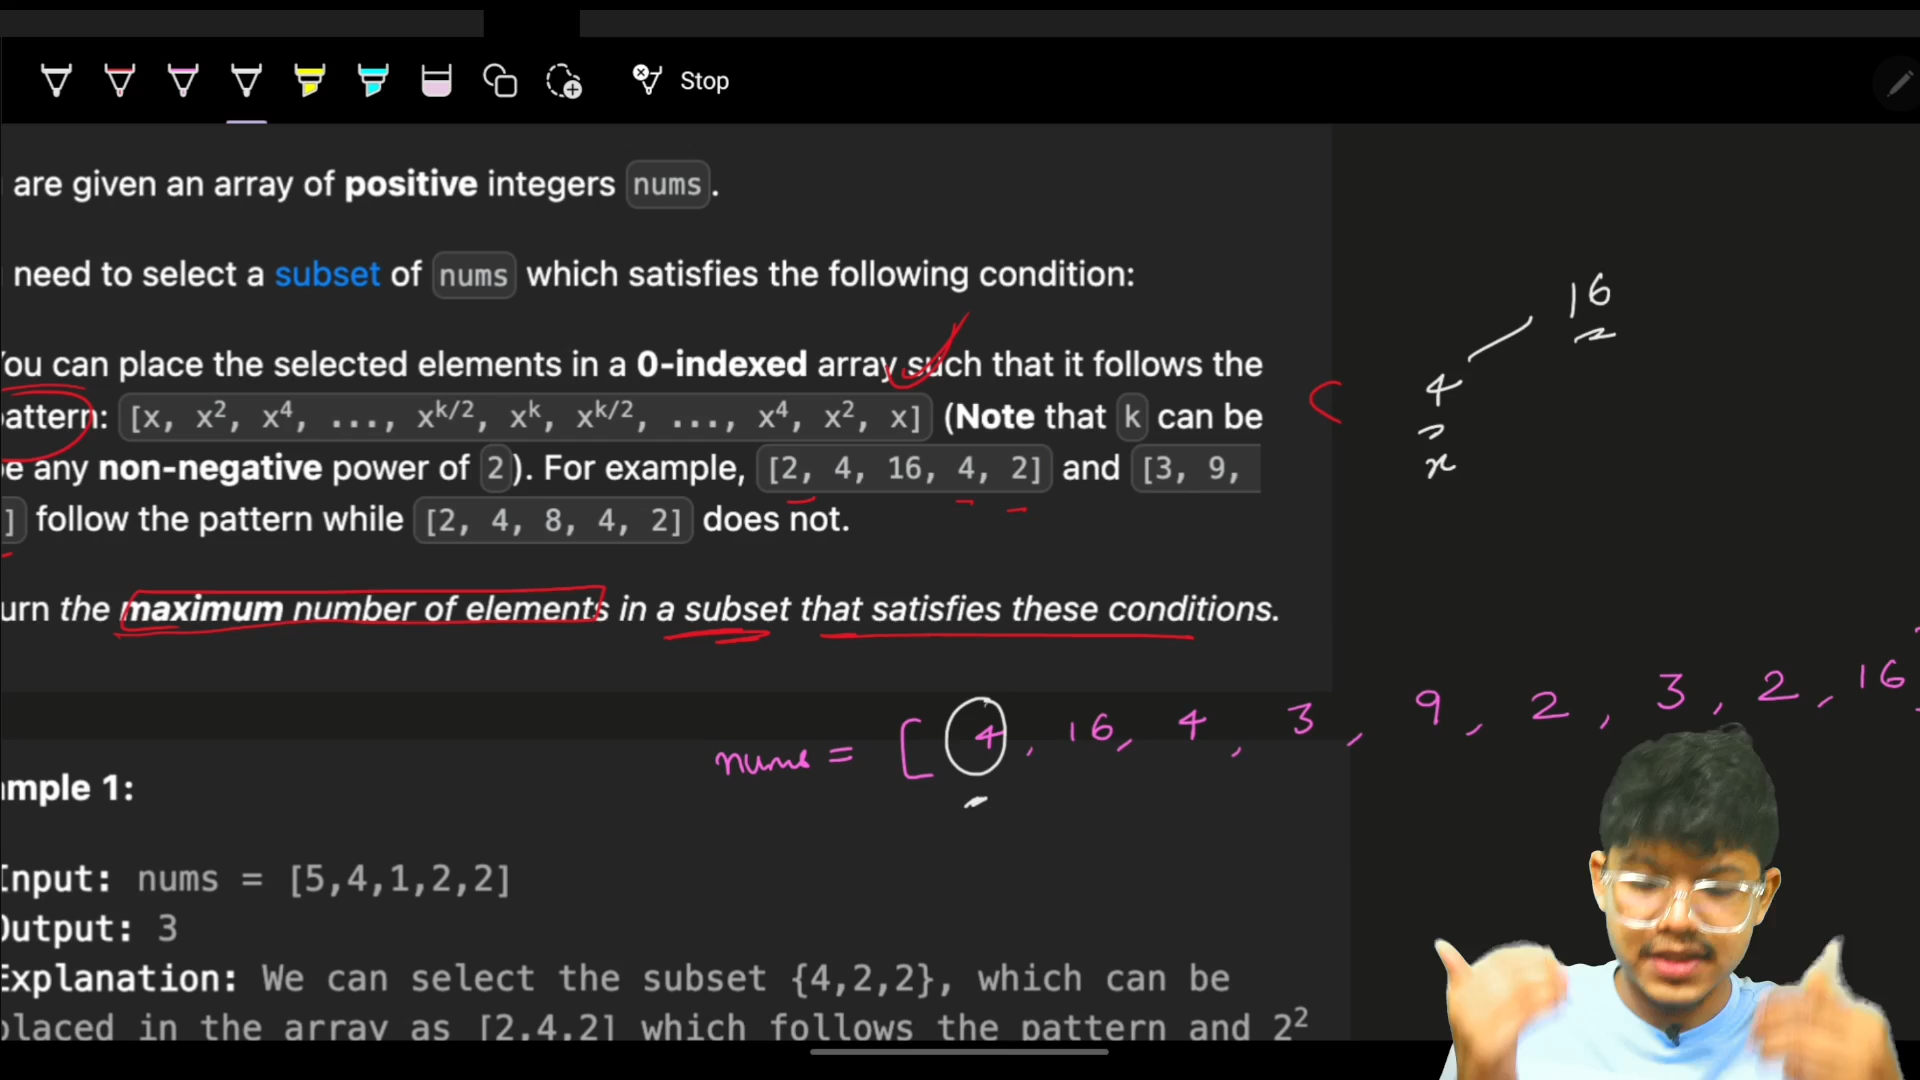 Stop
are given an array of positive integers nums.
need to select a subset of nums which satisfies the following condition:
16
You can place the selected elements in a 0-indexed array such that it follows the
4
pattern: [x, x², x⁴, ..., xᵏ/², xᵏ, xᵏ/², ..., x⁴, x², x] (Note that k can be
x
be any non-negative power of 2). For example, [2, 4, 16, 4, 2] and [3, 9,
] follow the pattern while [2, 4, 8, 4, 2] does not.
urn the maximum number of elements in a subset that satisfies these conditions.
nums = [ 4, 16, 4, 3, 9, 2, 3, 2, 16
ample 1:
Input: nums = [5,4,1,2,2]
Output: 3
Explanation: We can select the subset {4,2,2}, which can be
placed in the array as [2,4,2] which follows the pattern and 2²